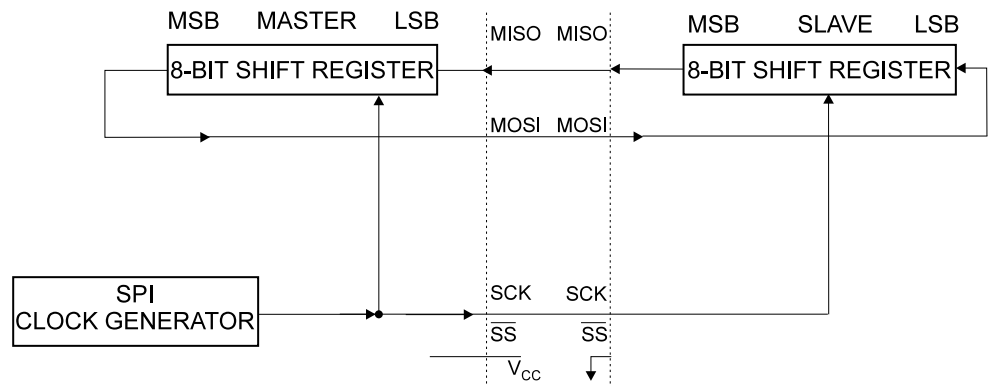 MSB MASTER LSB
MISO MISO
MSB SLAVE LSB
8-BIT SHIFT REGISTER
8-BIT SHIFT REGISTER
MOSI MOSI
SPI
CLOCK GENERATOR
SCK SCK
SS SS
VCC